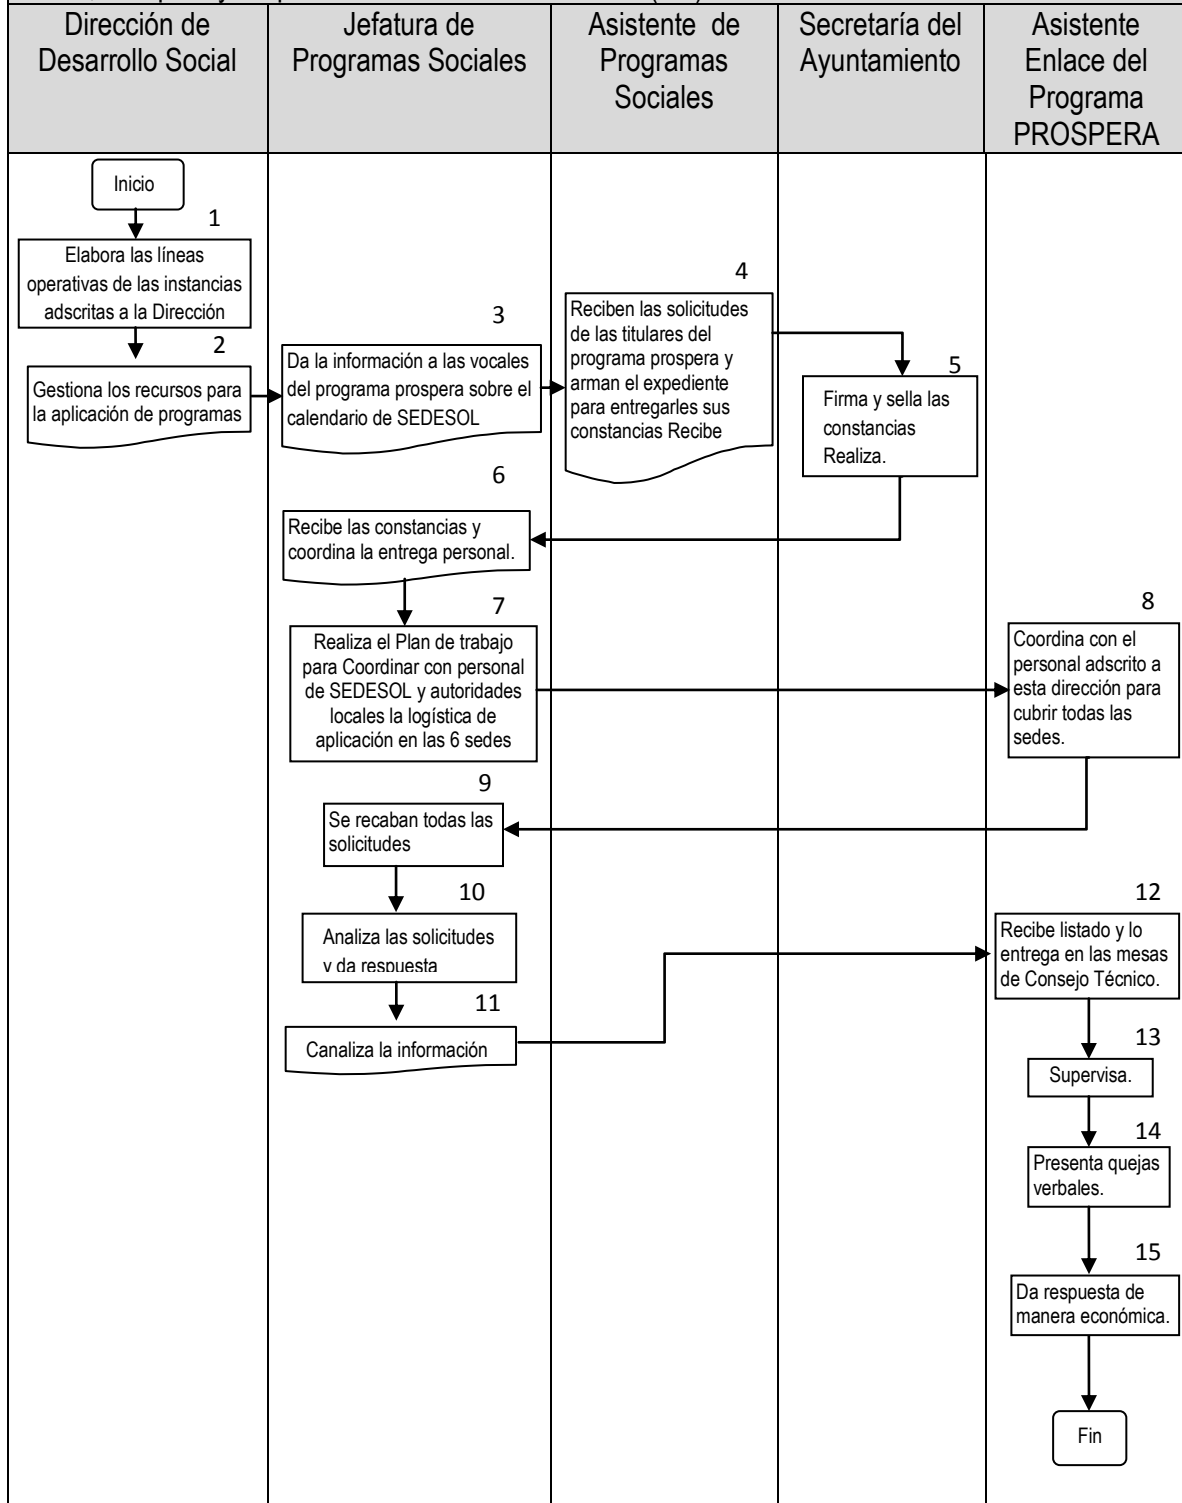 Dirección de
Desarrollo Social
Jefatura de
Programas Sociales
Asistente de
Programas
Sociales
Secretaría del
Ayuntamiento
Asistente
Enlace del
Programa
PROSPERA
Inicio
1
Elabora las líneas
operativas de las instancias
adscritas a la Dirección
2
Gestiona los recursos para
la aplicación de programas
3
Da la información a las vocales
del programa prospera sobre el
calendario de SEDESOL
4
Reciben las solicitudes
de las titulares del
programa prospera y
arman el expediente
para entregarles sus
constancias Recibe
5
Firma y sella las
constancias
Realiza.
6
Recibe las constancias y
coordina la entrega personal.
7
Realiza el Plan de trabajo
para Coordinar con personal
de SEDESOL y autoridades
locales la logística de
aplicación en las 6 sedes
8
Coordina con el
personal adscrito a
esta dirección para
cubrir todas las
sedes.
9
Se recaban todas las
solicitudes
10
Analiza las solicitudes
y da respuesta
11
Canaliza la información
12
Recibe listado y lo
entrega en las mesas
de Consejo Técnico.
13
Supervisa.
14
Presenta quejas
verbales.
15
Da respuesta de
manera económica.
Fin